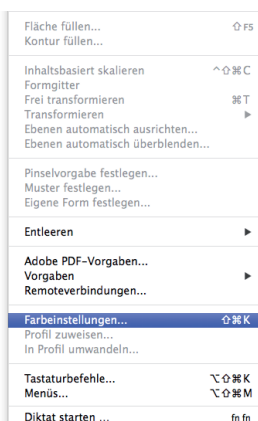 Fläche füllen... ⇧F5
Kontur füllen...
Inhaltsbasiert skalieren ^⇧⌘C
Formgitter
Frei transformieren ⌘T
Transformieren ▶
Ebenen automatisch ausrichten...
Ebenen automatisch überblenden...
Pinselvorgabe festlegen...
Muster festlegen...
Eigene Form festlegen...
Entleeren ▶
Adobe PDF-Vorgaben...
Vorgaben ▶
Remoteverbindungen...
Farbeinstellungen... ⇧⌘K
Profil zuweisen...
In Profil umwandeln...
Tastaturbefehle... ⌥⇧⌘K
Menüs... ⌥⇧⌘M
Diktat starten ... fn fn